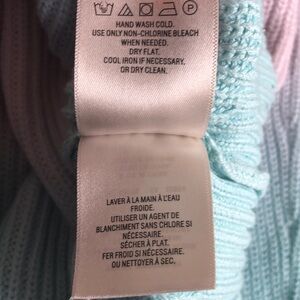 HAND WASH COLD.
USE ONLY NON-CHLORINE BLEACH
WHEN NEEDED.
DRY FLAT.
COOL IRON IF NECESSARY,
OR DRY CLEAN.
LAVER À LA MAIN À L'EAU
FROIDE.
UTILISER UN AGENT DE
BLANCHIMENT SANS CHLORE SI
NÉCESSAIRE.
SÉCHER À PLAT.
FER FROID SI NÉCESSAIRE.
OU NETTOYER À SEC.